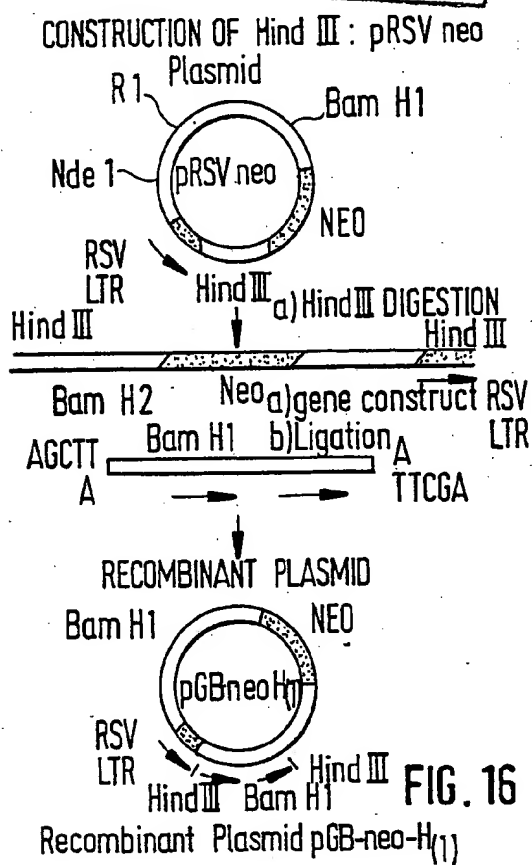 CONSTRUCTION OF Hind III : pRSV neo
Plasmid
R 1
Bam H1
Nde 1
pRSV neo
NEO
RSV
LTR
Hind III
a) Hind III DIGESTION
Hind III
Hind III
Bam H2
Neo
a) gene construct
RSV
LTR
Bam H1
b) Ligation
AGCTT
A
A
TTCGA
RECOMBINANT PLASMID
Bam H1
NEO
pGBneoH(1)
RSV
LTR
Hind III
Bam H1
Hind III
FIG. 16
Recombinant Plasmid pGB-neo-H(1)